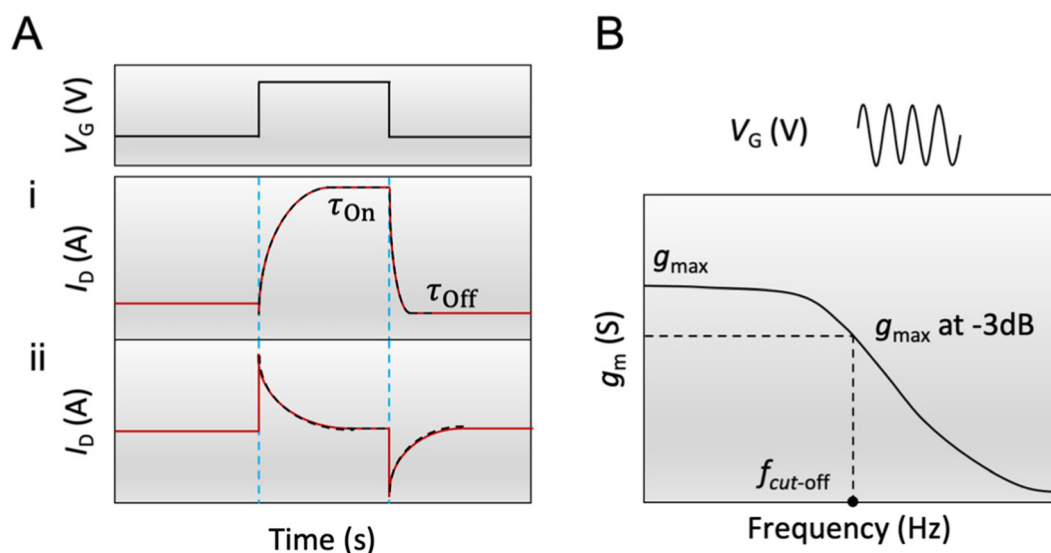 A
V_G (V)
i
I_D (A)
τ_On
τ_Off
ii
I_D (A)
Time (s)
B
V_G (V)
g_max
g_max at -3dB
g_m (S)
f_cut-off
Frequency (Hz)